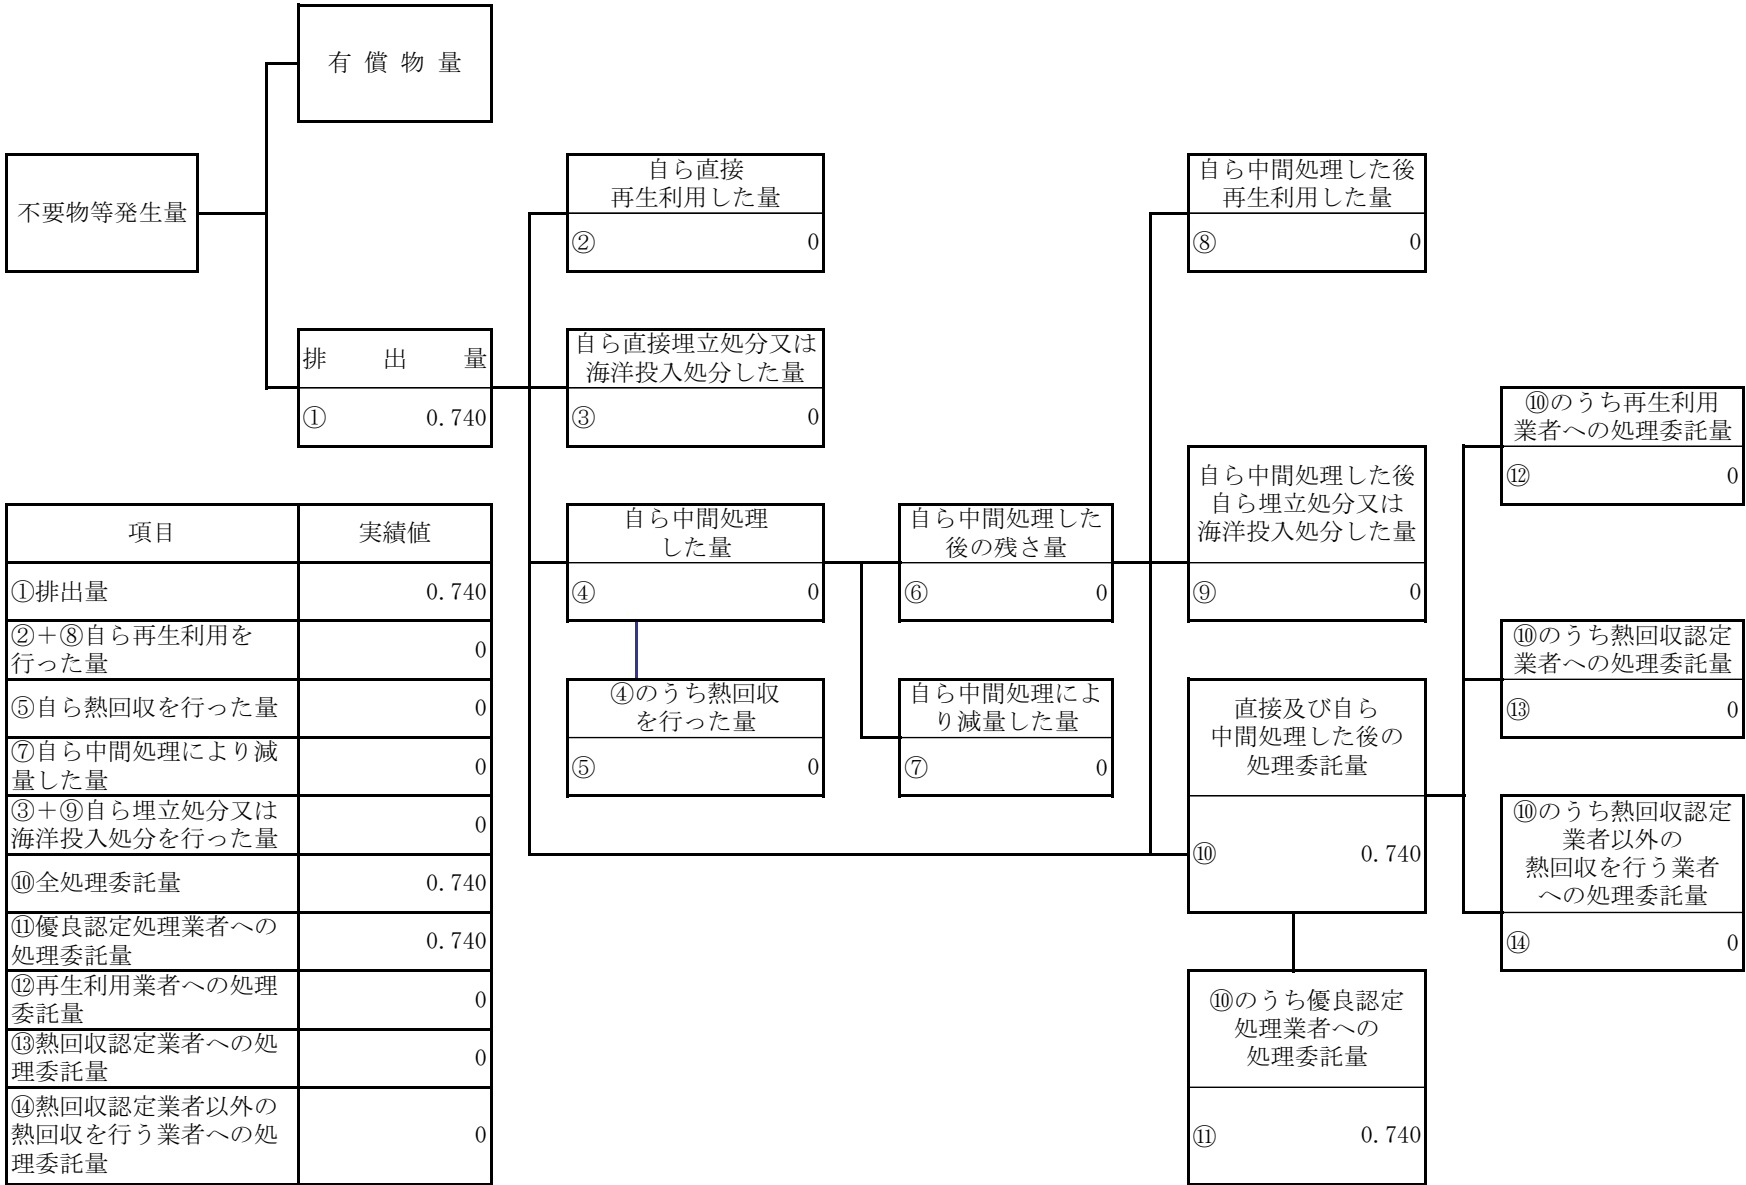 有 償 物 量
不要物等発生量
排 出 量
① 0.740
自ら直接
再生利用した量
② 0
自ら直接埋立処分又は
海洋投入処分した量
③ 0
自ら中間処理
した量
④ 0
④のうち熱回収
を行った量
⑤ 0
自ら中間処理した
後の残さ量
⑥ 0
自ら中間処理によ
り減量した量
⑦ 0
自ら中間処理した後
再生利用した量
⑧ 0
自ら中間処理した後
自ら埋立処分又は
海洋投入処分した量
⑨ 0
直接及び自ら
中間処理した後の
処理委託量
⑩ 0.740
⑩のうち優良認定
処理業者への
処理委託量
⑪ 0.740
⑩のうち再生利用
業者への処理委託量
⑫ 0
⑩のうち熱回収認定
業者への処理委託量
⑬ 0
⑩のうち熱回収認定
業者以外の
熱回収を行う業者
への処理委託量
⑭ 0
項目 実績値
①排出量 0.740
②＋⑧自ら再生利用を
行った量 0
⑤自ら熱回収を行った量 0
⑦自ら中間処理により減
量した量 0
③＋⑨自ら埋立処分又は
海洋投入処分を行った量 0
⑩全処理委託量 0.740
⑪優良認定処理業者への
処理委託量 0.740
⑫再生利用業者への処理
委託量 0
⑬熱回収認定業者への処
理委託量 0
⑭熱回収認定業者以外の
熱回収を行う業者への処
理委託量 0